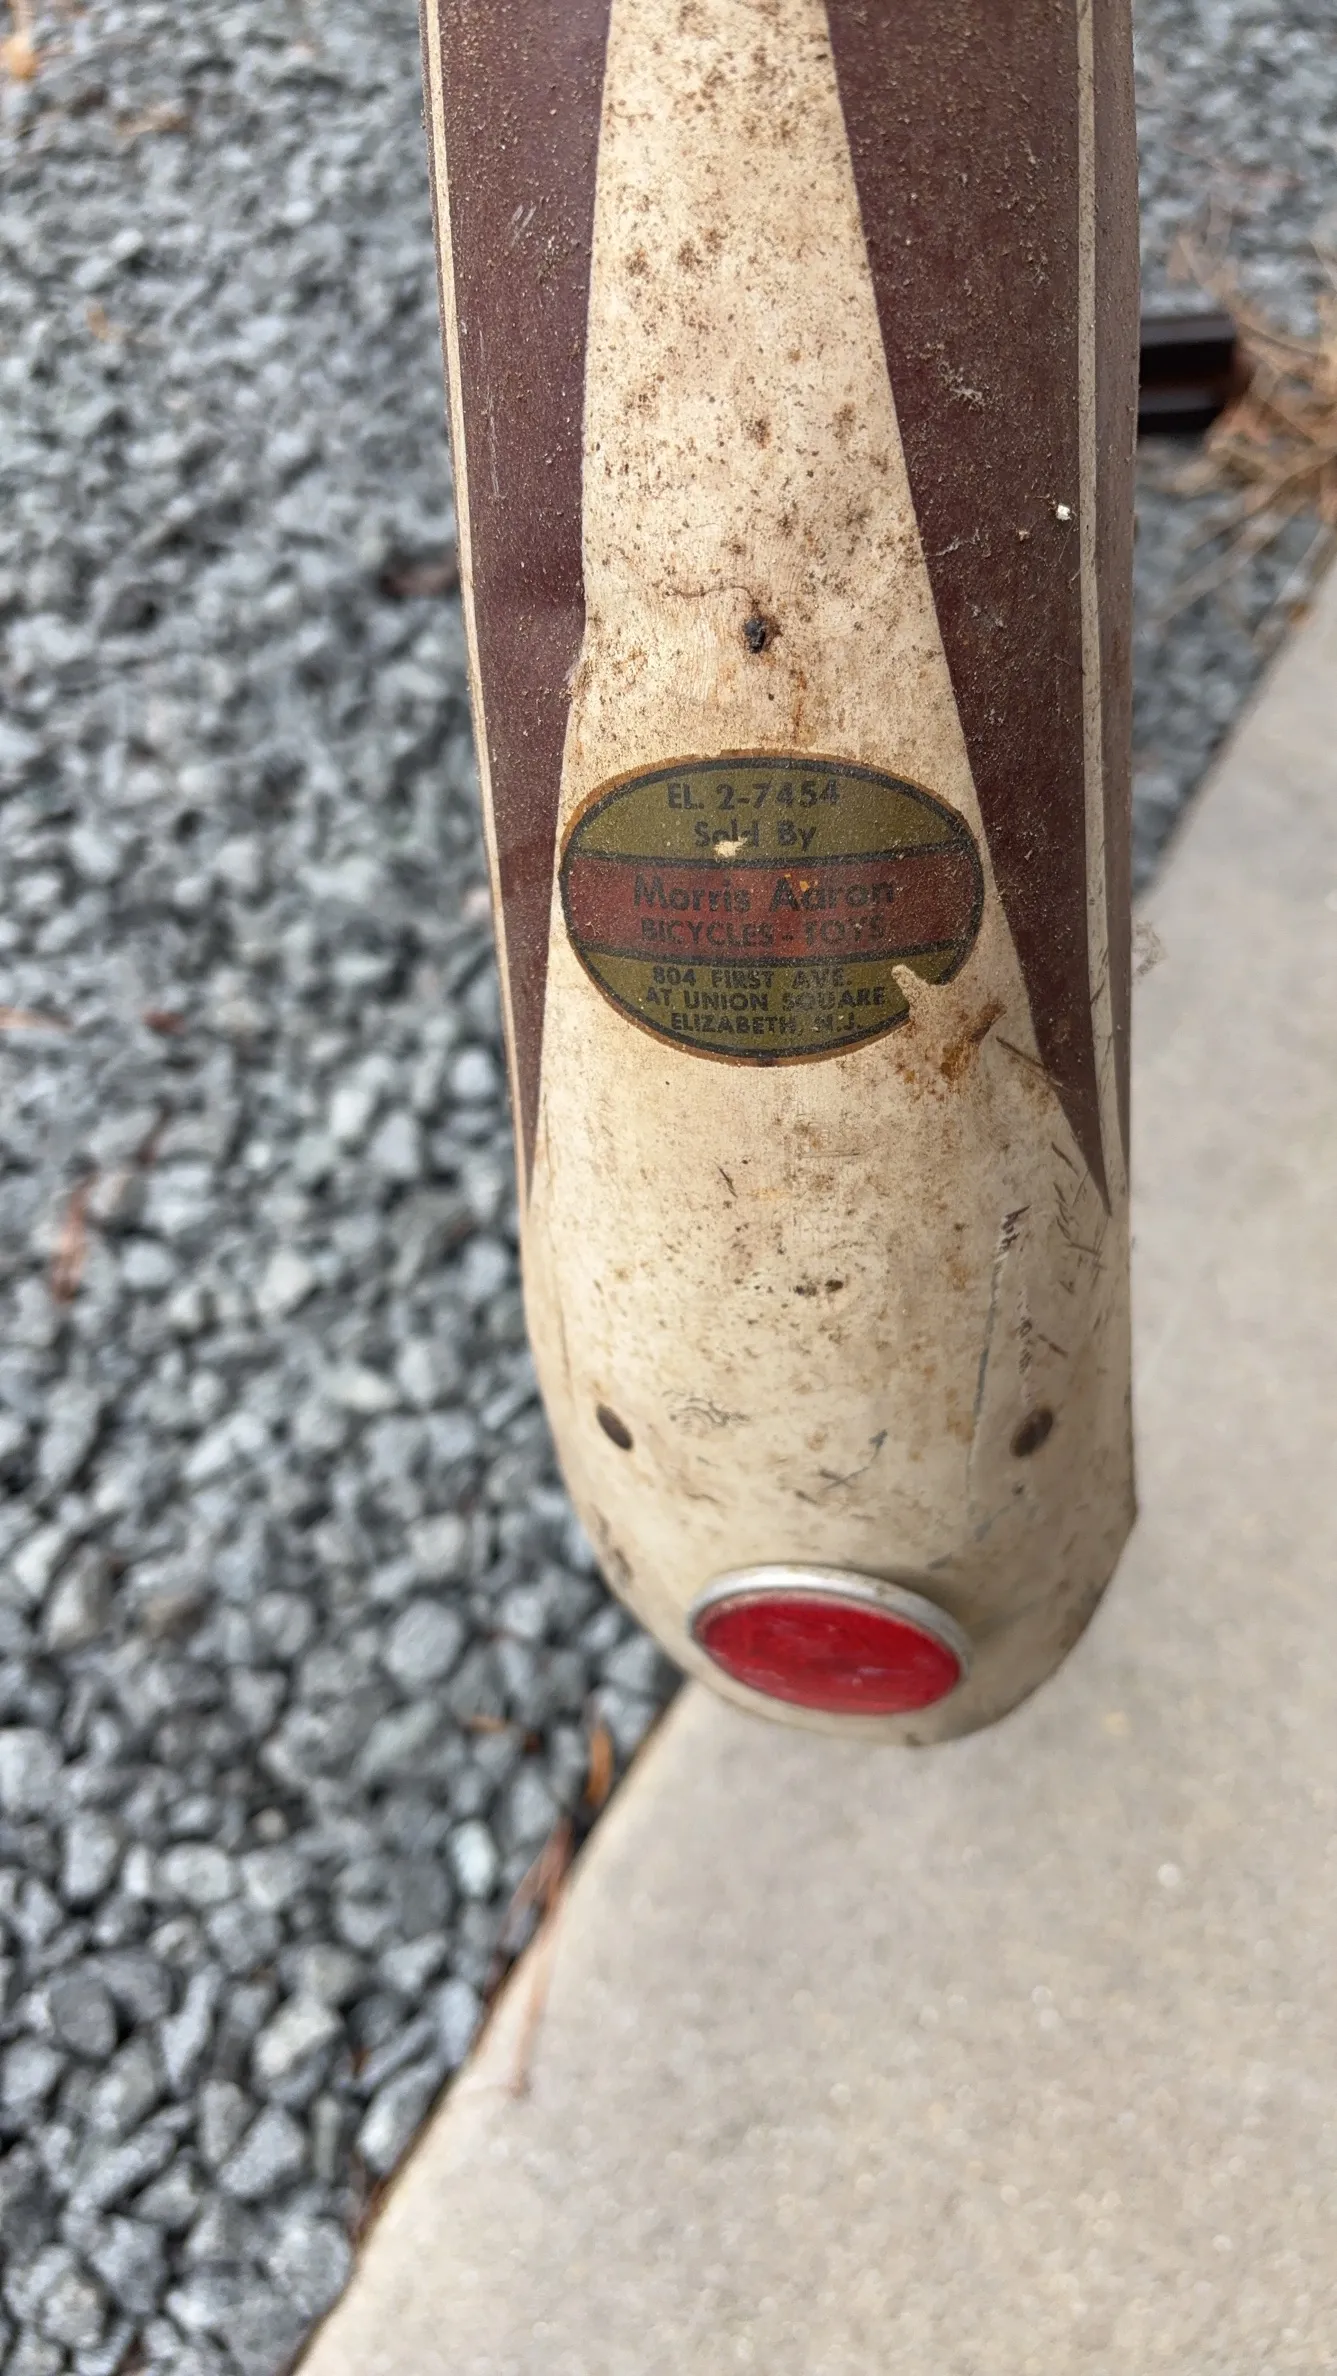 EL. 2-7454
Sold By
Morris Aaron
BICYCLES - TOYS
804 FIRST AVE.
AT UNION SQUARE
ELIZABETH, N.J.